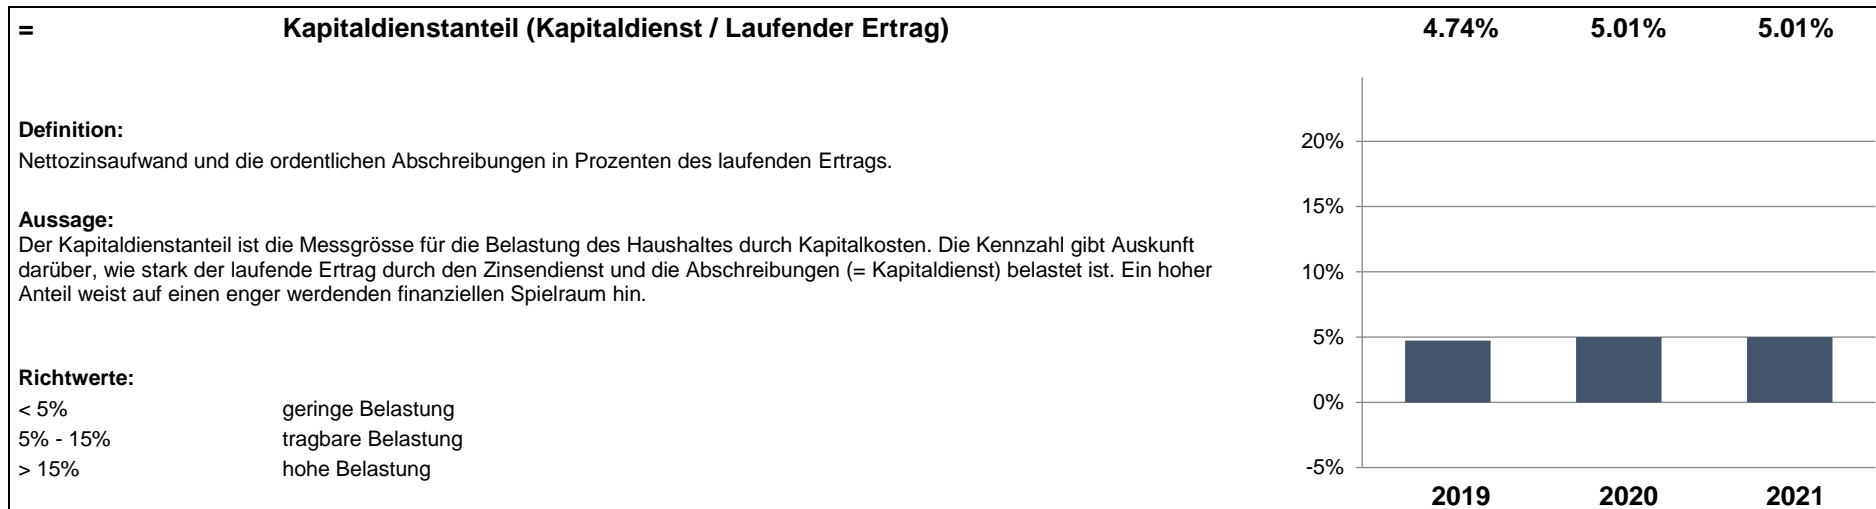 = Kapitaldienstanteil (Kapitaldienst / Laufender Ertrag) 4.74% 5.01% 5.01%
Definition:
Nettozinsaufwand und die ordentlichen Abschreibungen in Prozenten des laufenden Ertrags.
Aussage:
Der Kapitaldienstanteil ist die Messgrösse für die Belastung des Haushaltes durch Kapitalkosten. Die Kennzahl gibt Auskunft
darüber, wie stark der laufende Ertrag durch den Zinsendienst und die Abschreibungen (= Kapitaldienst) belastet ist. Ein hoher
Anteil weist auf einen enger werdenden finanziellen Spielraum hin.
Richtwerte:
< 5% geringe Belastung
5% - 15% tragbare Belastung
> 15% hohe Belastung
20%
15%
10%
5%
0%
-5%
2019 2020 2021